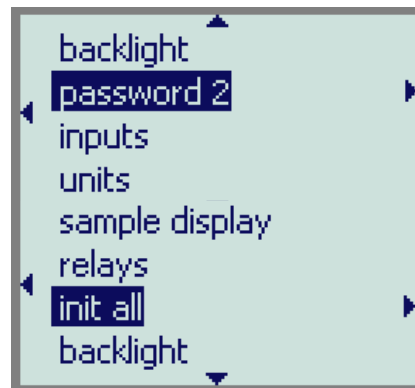 backlight
password 2
inputs
units
sample display
relays
init all
backlight